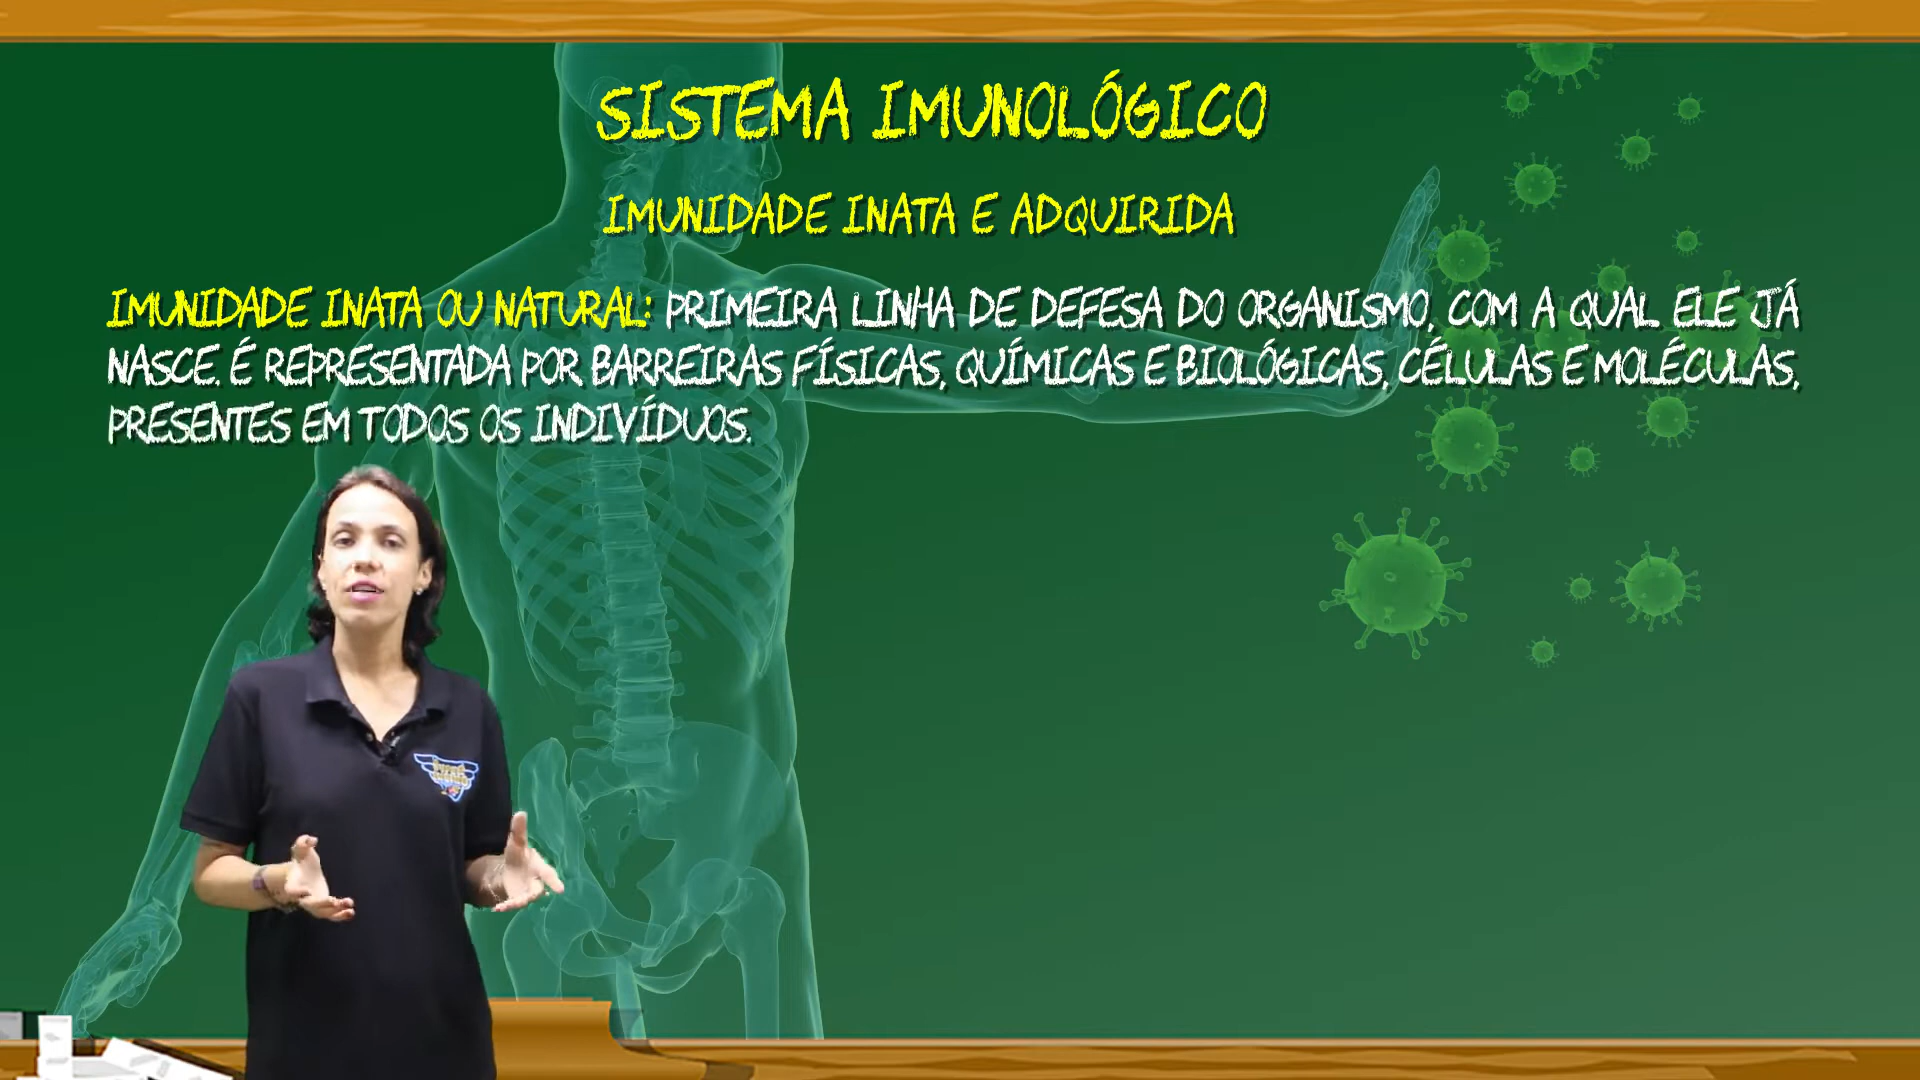 SISTEMA IMUNOLÓGICO
IMUNIDADE INATA E ADQUIRIDA
IMUNIDADE INATA OU NATURAL: PRIMEIRA LINHA DE DEFESA DO ORGANISMO, COM A QUAL ELE JÁ
NASCE. É REPRESENTADA POR BARREIRAS FÍSICAS, QUÍMICAS E BIOLÓGICAS, CÉLULAS E MOLÉCULAS,
PRESENTES EM TODOS OS INDIVÍDUOS.